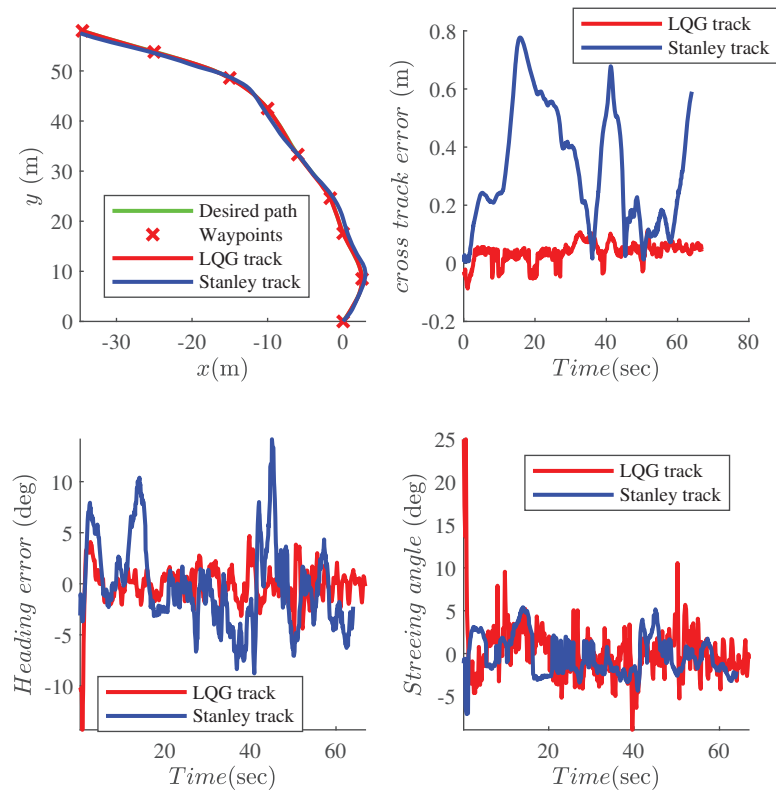 50
40
30
20
10
0
y (m)
Desired path
Waypoints
LQG track
Stanley track
-30
-20
-10
0
x(m)
0.8
0.6
0.4
0.2
0
-0.2
cross track error (m)
LQG track
Stanley track
0
20
40
60
80
Time(sec)
10
5
0
-5
-10
Heading error (deg)
LQG track
Stanley track
20
40
60
Time(sec)
25
20
15
10
5
0
-5
Streeing angle (deg)
LQG track
Stanley track
0
20
40
60
Time(sec)